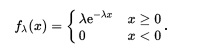 f_λ(x) = { λe^{−λx}  x ≥ 0
0  x < 0 .